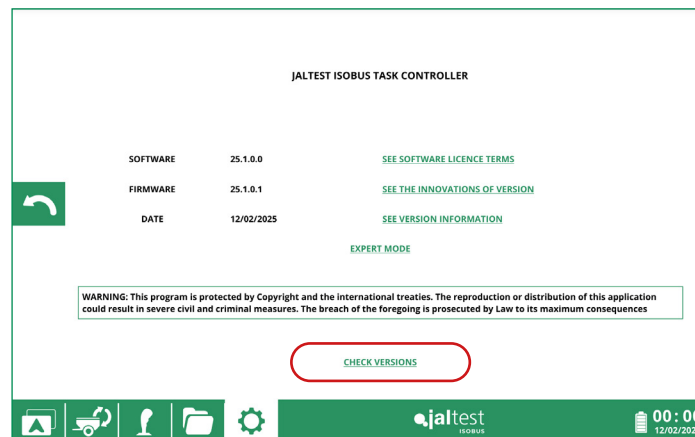 JALTEST ISOBUS TASK CONTROLLER
SOFTWARE 25.1.0.0 SEE SOFTWARE LICENCE TERMS
FIRMWARE 25.1.0.1 SEE THE INNOVATIONS OF VERSION
DATE 12/02/2025 SEE VERSION INFORMATION
EXPERT MODE
WARNING: This program is protected by Copyright and the international treaties. The reproduction or distribution of this application
could result in severe civil and criminal measures. The breach of the foregoing is prosecuted by Law to its maximum consequences
CHECK VERSIONS
jaltest
ISOBUS
00:00
12/02/202